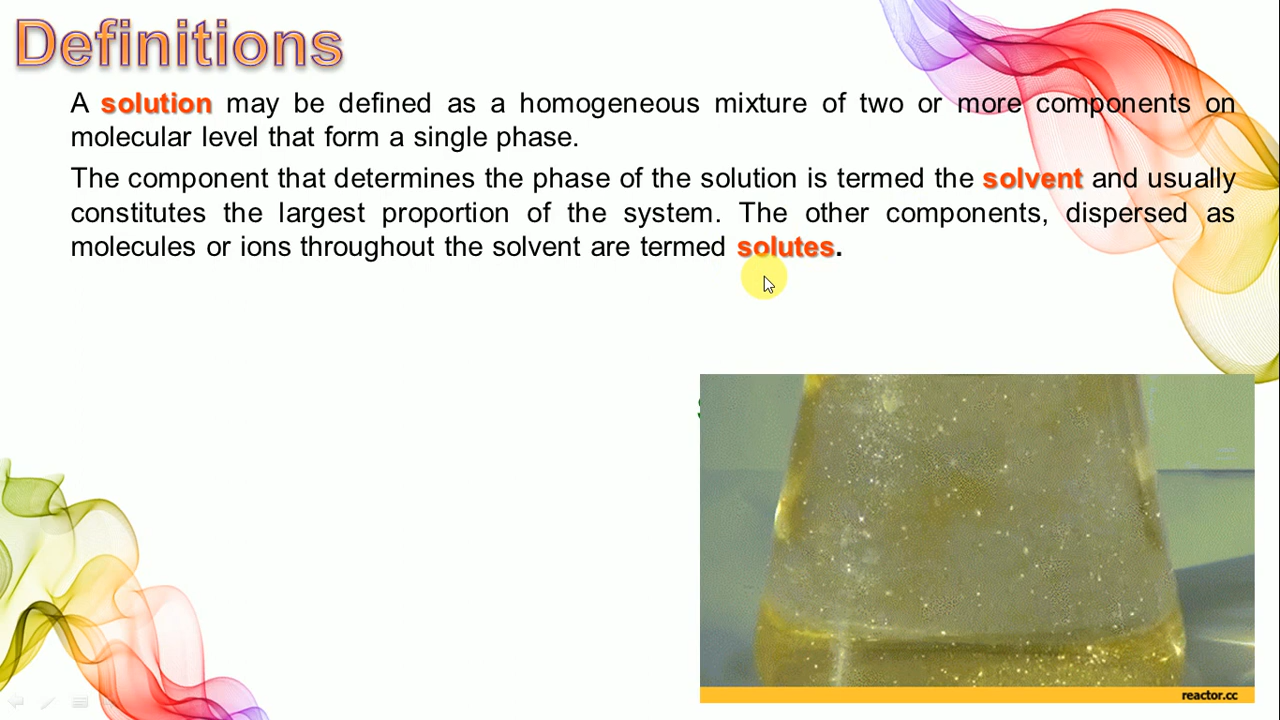 Definitions
A solution may be defined as a homogeneous mixture of two or more components on
molecular level that form a single phase.
The component that determines the phase of the solution is termed the solvent and usually
constitutes the largest proportion of the system. The other components, dispersed as
molecules or ions throughout the solvent are termed solutes.
reactor.cc